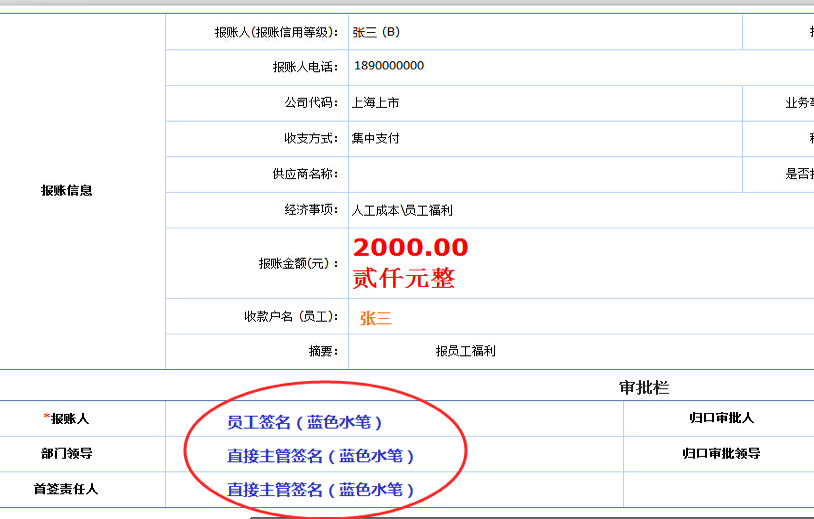 报账人(报账信用等级): 张三 (B)
报账人电话: 1890000000
公司代码: 上海上市 业务
收支方式: 集中支付
供应商名称: 是否
报账信息
经济事项: 人工成本\员工福利
报账金额(元): 2000.00
贰仟元整
收款户名 (员工): 张三
摘要: 报员工福利
审批栏
*报账人 员工签名（蓝色水笔） 归口审批人
部门领导 直接主管签名（蓝色水笔） 归口审批领导
首签责任人 直接主管签名（蓝色水笔）